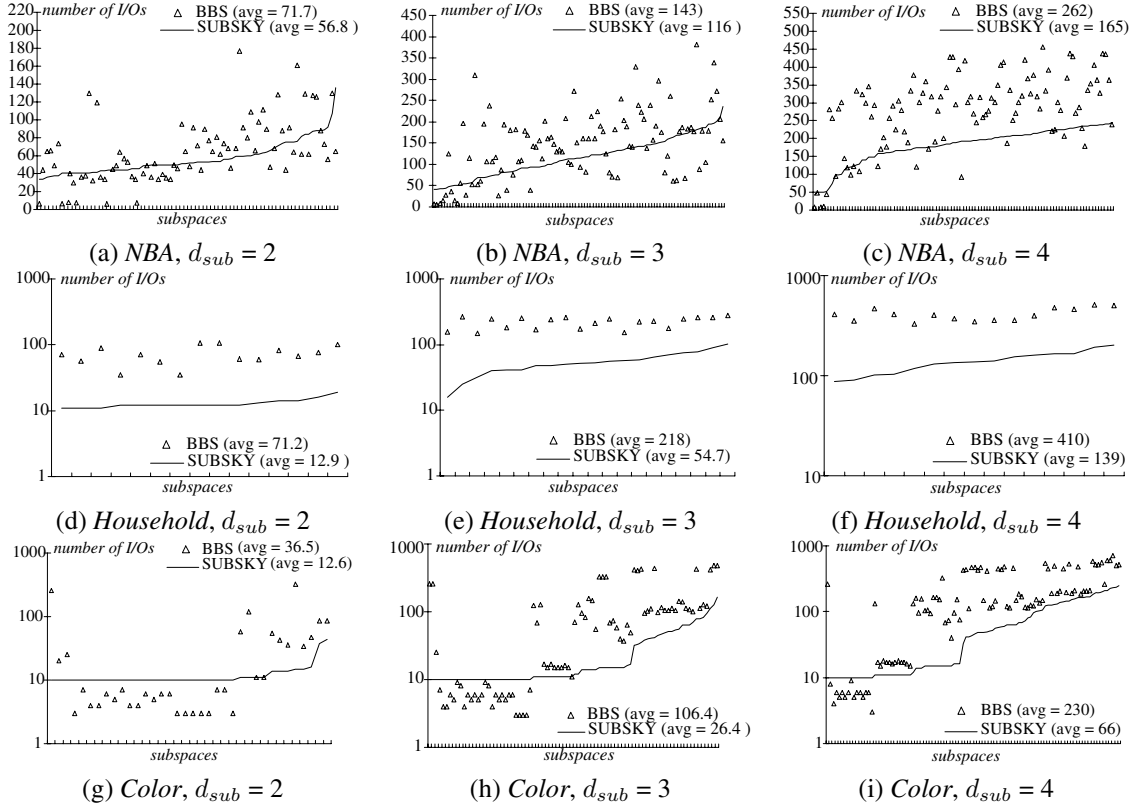 number of I/Os
BBS (avg = 71.7)
SUBSKY (avg = 56.8 )
220
200
180
160
140
120
100
80
60
40
20
0
subspaces
(a) NBA, d_sub = 2
number of I/Os
BBS (avg = 143)
SUBSKY (avg = 116 )
450
400
350
300
250
200
150
100
50
0
subspaces
(b) NBA, d_sub = 3
number of I/Os
BBS (avg = 262)
SUBSKY (avg = 165)
550
500
450
400
350
300
250
200
150
100
50
0
subspaces
(c) NBA, d_sub = 4
number of I/Os
1000
100
10
1
BBS (avg = 71.2)
SUBSKY (avg = 12.9 )
subspaces
(d) Household, d_sub = 2
number of I/Os
1000
100
10
1
BBS (avg = 218)
SUBSKY (avg = 54.7)
subspaces
(e) Household, d_sub = 3
number of I/Os
1000
100
10
BBS (avg = 410)
SUBSKY (avg = 139)
subspaces
(f) Household, d_sub = 4
number of I/Os
BBS (avg = 36.5)
SUBSKY (avg = 12.6)
1000
100
10
1
subspaces
(g) Color, d_sub = 2
number of I/Os
1000
100
10
1
BBS (avg = 106.4)
SUBSKY (avg = 26.4 )
subspaces
(h) Color, d_sub = 3
number of I/Os
1000
100
10
1
BBS (avg = 230)
SUBSKY (avg = 66)
subspaces
(i) Color, d_sub = 4